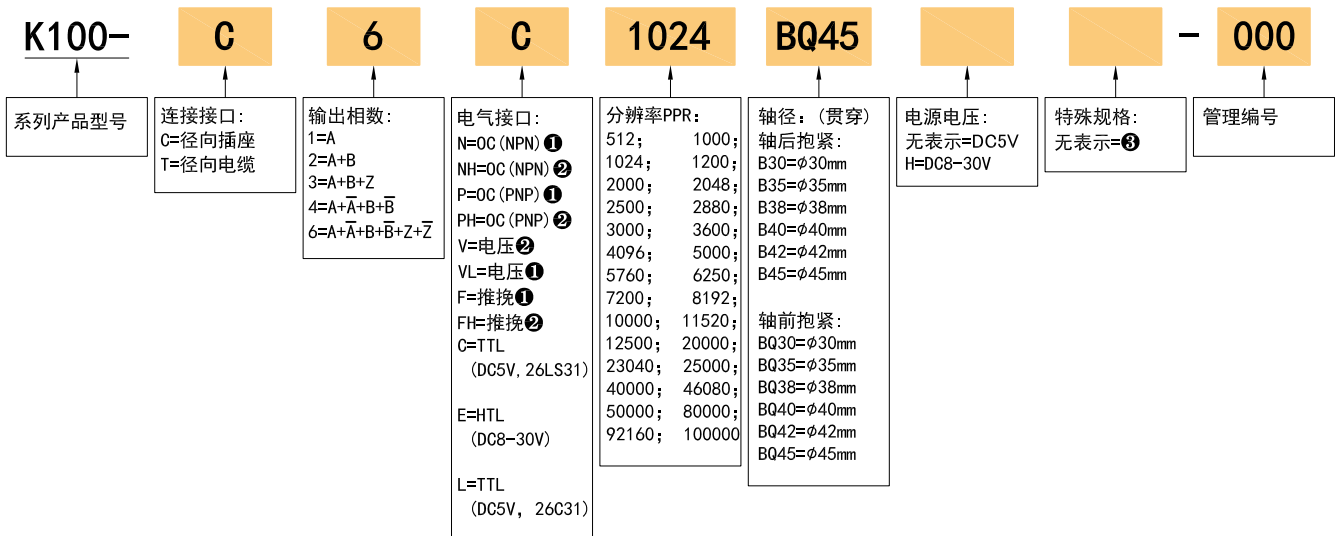 K100- C 6 C 1024 BQ45 - 000
系列产品型号
连接接口:
C=径向插座
T=径向电缆
输出相数:
1=A
2=A+B
3=A+B+Z
4=A+A̅+B+B̅
6=A+A̅+B+B̅+Z+Z̅
电气接口:
N=OC(NPN)❶
NH=OC(NPN)❷
P=OC(PNP)❶
PH=OC(PNP)❷
V=电压❷
VL=电压❶
F=推挽❶
FH=推挽❷
C=TTL
(DC5V,26LS31)
E=HTL
(DC8-30V)
L=TTL
(DC5V, 26C31)
分辨率PPR:
512; 1000;
1024; 1200;
2000; 2048;
2500; 2880;
3000; 3600;
4096; 5000;
5760; 6250;
7200; 8192;
10000; 11520;
12500; 20000;
23040; 25000;
40000; 46080;
50000; 80000;
92160; 100000
轴径:(贯穿)
轴后抱紧:
B30=φ30mm
B35=φ35mm
B38=φ38mm
B40=φ40mm
B42=φ42mm
B45=φ45mm
轴前抱紧:
BQ30=φ30mm
BQ35=φ35mm
BQ38=φ38mm
BQ40=φ40mm
BQ42=φ42mm
BQ45=φ45mm
电源电压:
无表示=DC5V
H=DC8-30V
特殊规格:
无表示=❸
管理编号